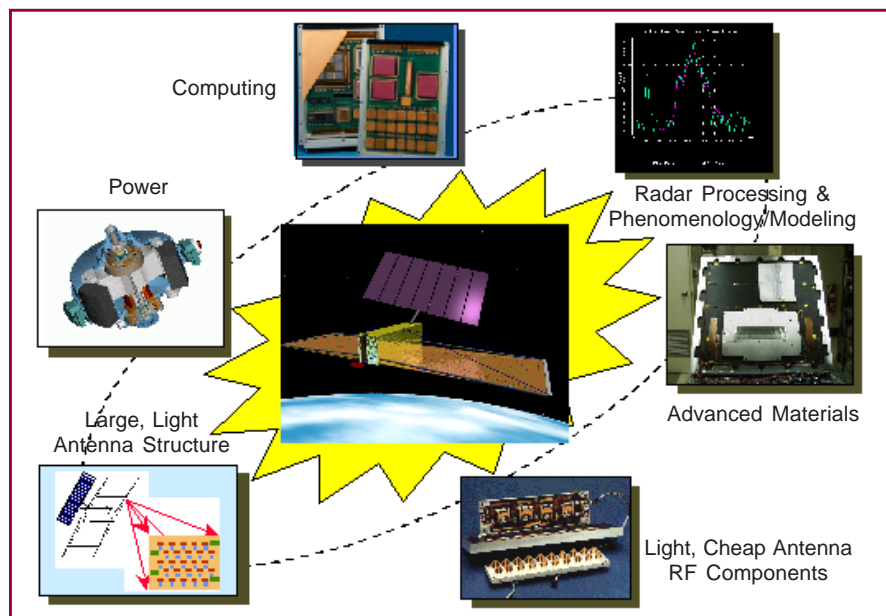 Computing
Power
Radar Processing &
Phenomenology/Modeling
Advanced Materials
Large, Light
Antenna Structure
Light, Cheap Antenna
RF Components